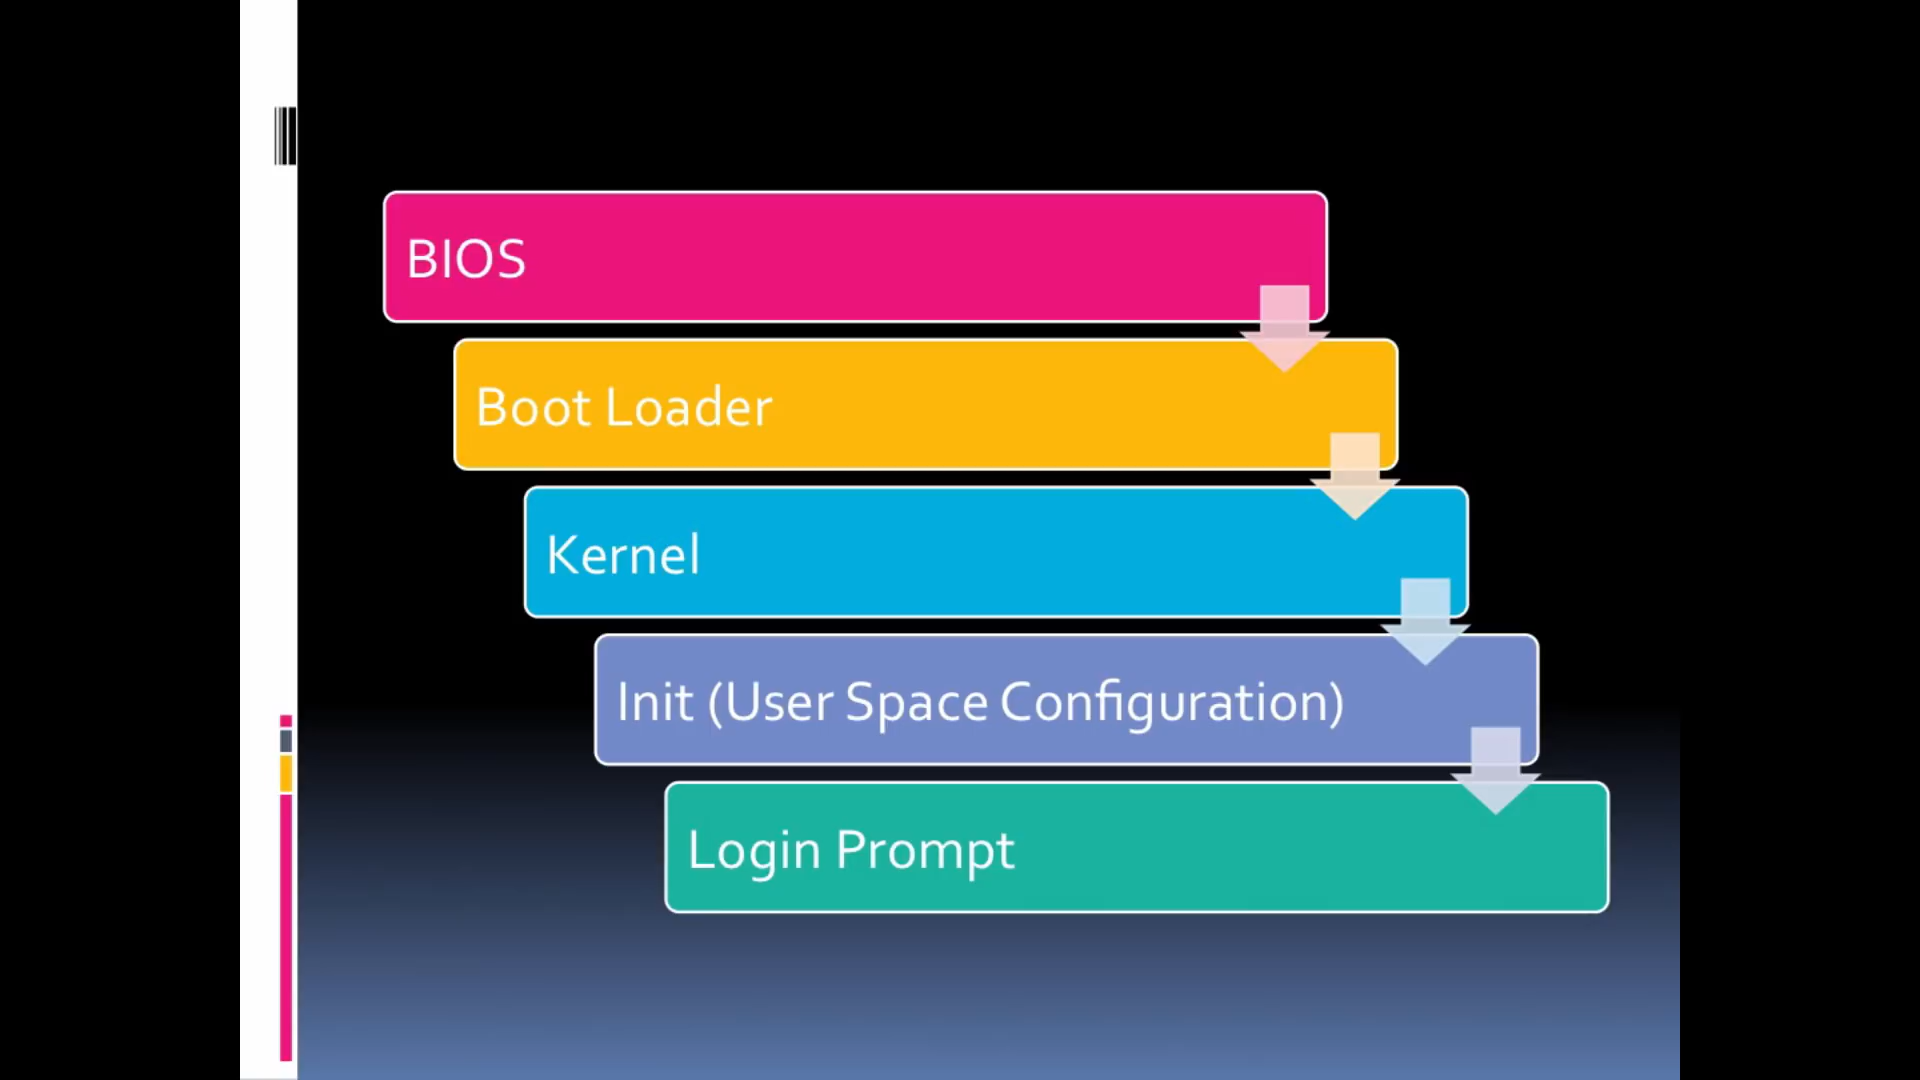 BIOS
Boot Loader
Kernel
Init (User Space Configuration)
Login Prompt